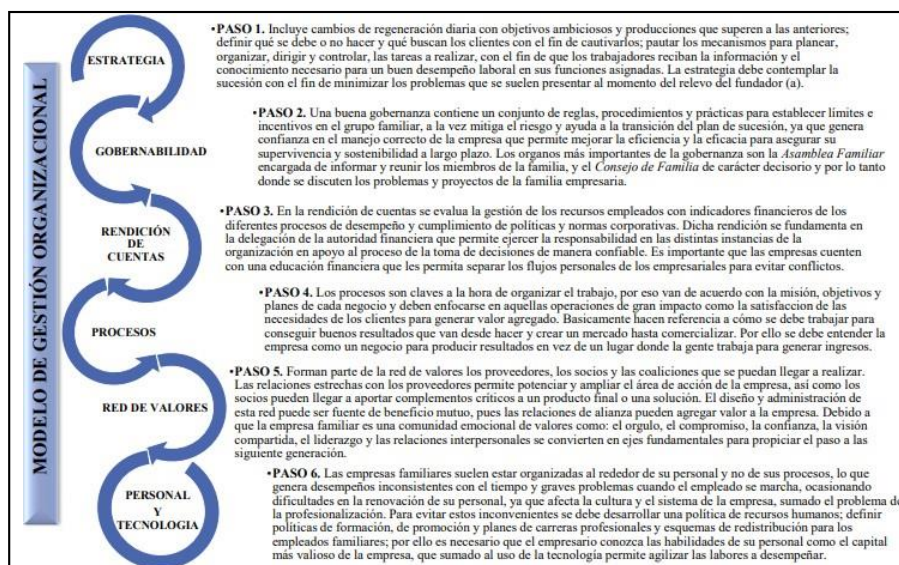 MODELO DE GESTIÓN ORGANIZACIONAL
ESTRATEGIA
•PASO 1. Incluye cambios de regeneración diaria con objetivos ambiciosos y producciones que superen a las anteriores;
definir qué se debe o no hacer y qué buscan los clientes con el fin de cautivarlos; pautar los mecanismos para planear,
organizar, dirigir y controlar, las tareas a realizar, con el fin de que los trabajadores reciban la información y el
conocimiento necesario para un buen desempeño laboral en sus funciones asignadas. La estrategia debe contemplar la
sucesión con el fin de minimizar los problemas que se suelen presentar al momento del relevo del fundador (a).
GOBERNABILIDAD
•PASO 2. Una buena gobernanza contiene un conjunto de reglas, procedimientos y prácticas para establecer límites e
incentivos en el grupo familiar, a la vez mitiga el riesgo y ayuda a la transición del plan de sucesión, ya que genera
confianza en el manejo correcto de la empresa que permite mejorar la eficiencia y la eficacia para asegurar su
supervivencia y sostenibilidad a largo plazo. Los organos más importantes de la gobernanza son la Asamblea Familiar
encargada de informar y reunir los miembros de la familia, y el Consejo de Familia de carácter decisorio y por lo tanto
donde se discuten los problemas y proyectos de la familia empresaria.
RENDICIÓN
DE
CUENTAS
•PASO 3. En la rendición de cuentas se evalua la gestión de los recursos empleados con indicadores financieros de los
diferentes procesos de desempeño y cumplimiento de políticas y normas corporativas. Dicha rendición se fundamenta en
la delegación de la autoridad financiera que permite ejercer la responsabilidad en las distintas instancias de la
organización en apoyo al proceso de la toma de decisiones de manera confiable. Es importante que las empresas cuenten
con una educación financiera que les permita separar los flujos personales de los empresariales para evitar conflictos.
PROCESOS
•PASO 4. Los procesos son claves a la hora de organizar el trabajo, por eso van de acuerdo con la misión, objetivos y
planes de cada negocio y deben enfocarse en aquellas operaciones de gran impacto como la satisfaccion de las
necesidades de los clientes para generar valor agregado. Basicamente hacen referencia a cómo se debe trabajar para
conseguir buenos resultados que van desde hacer y crear un mercado hasta comercializar. Por ello se debe entender la
empresa como un negocio para producir resultados en vez de un lugar donde la gente trabaja para generar ingresos.
RED DE VALORES
•PASO 5. Forman parte de la red de valores los proveedores, los socios y las coaliciones que se puedan llegar a realizar.
Las relaciones estrechas con los proveedores permite potenciar y ampliar el área de acción de la empresa, así como los
socios pueden llegar a aportar complementos críticos a un producto final o una solución. El diseño y administración de
esta red puede ser fuente de beneficio mutuo, pues las relaciones de alianza pueden agregar valor a la empresa. Debido a
que la empresa familiar es una comunidad emocional de valores como: el orgulo, el compromiso, la confianza, la visión
compartida, el liderazgo y las relaciones interpersonales se convierten en ejes fundamentales para propiciar el paso a las
siguiente generación.
PERSONAL
Y
TECNOLOGIA
•PASO 6. Las empresas familiares suelen estar organizadas al rededor de su personal y no de sus procesos, lo que
genera desempeños inconsistentes con el tiempo y graves problemas cuando el empleado se marcha, ocasionando
dificultades en la renovación de su personal, ya que afecta la cultura y el sistema de la empresa, sumado el problema de
la profesionalización. Para evitar estos inconvenientes se debe desarrollar una política de recursos humanos; definir
políticas de formación, de promoción y planes de carreras profesionales y esquemas de redistribución para los
empleados familiares; por ello es necesario que el empresario conozca las habilidades de su personal como el capital
más valioso de la empresa, que sumado al uso de la tecnología permite agilizar las labores a desempeñar.